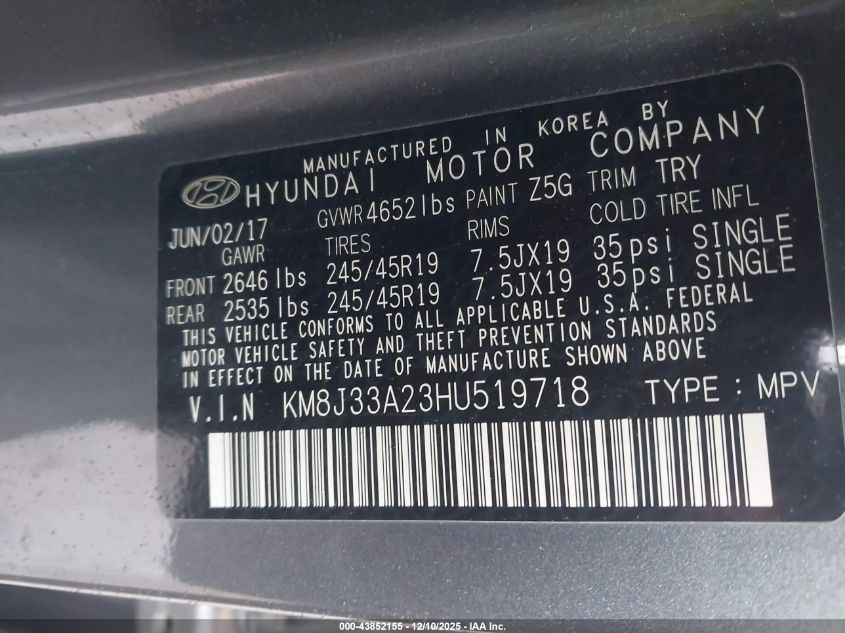 MANUFACTURED IN KOREA BY
HYUNDAI MOTOR COMPANY
JUN/02/17 GVWR 4652 lbs PAINT Z5G TRIM TRY
GAWR TIRES RIMS COLD TIRE INFL
FRONT 2646 lbs 245/45R19 7.5JX19 35psi SINGLE
REAR 2535 lbs 245/45R19 7.5JX19 35psi SINGLE
THIS VEHICLE CONFORMS TO ALL APPLICABLE U.S.A. FEDERAL
MOTOR VEHICLE SAFETY AND THEFT PREVENTION STANDARDS
IN EFFECT ON THE DATE OF MANUFACTURE SHOWN ABOVE
V.I.N KM8J33A23HU519718 TYPE : MPV
000-43852155 - 12/10/2025 - IAA Inc.